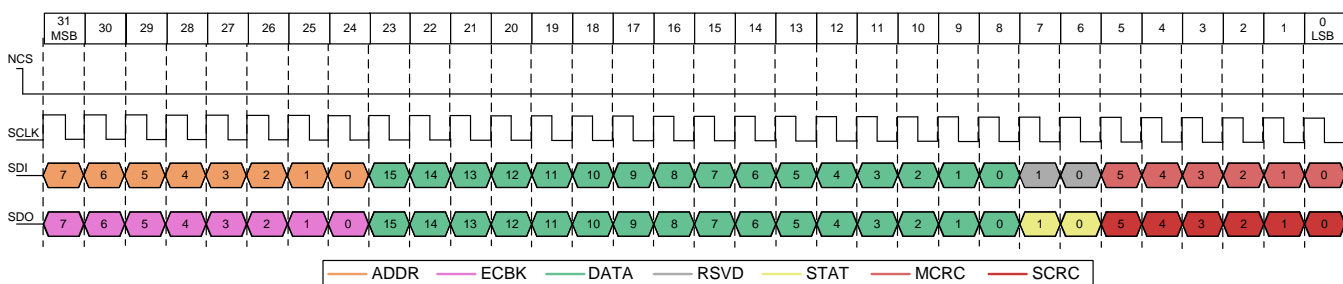 31 30 29 28 27 26 25 24 23 22 21 20 19 18 17 16 15 14 13 12 11 10 9 8 7 6 5 4 3 2 1 0
MSB LSB
NCS
SCLK
SDI 7 6 5 4 3 2 1 0 15 14 13 12 11 10 9 8 7 6 5 4 3 2 1 0 1 0 5 4 3 2 1 0
SDO 7 6 5 4 3 2 1 0 15 14 13 12 11 10 9 8 7 6 5 4 3 2 1 0 1 0 5 4 3 2 1 0
ADDR ECBK DATA RSVD STAT MCRC SCRC